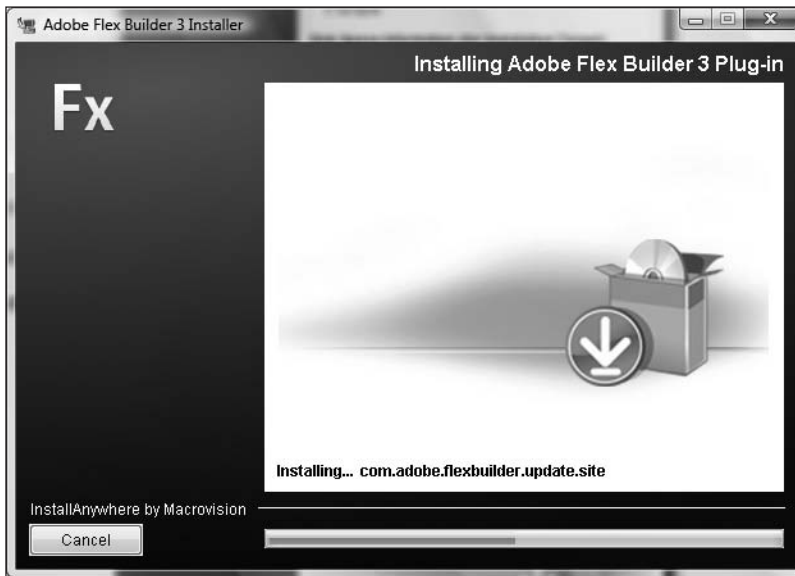 Adobe Flex Builder 3 Installer
Installing Adobe Flex Builder 3 Plug-in
Fx
Installing... com.adobe.flexbuilder.update.site
InstallAnywhere by Macrovision
Cancel